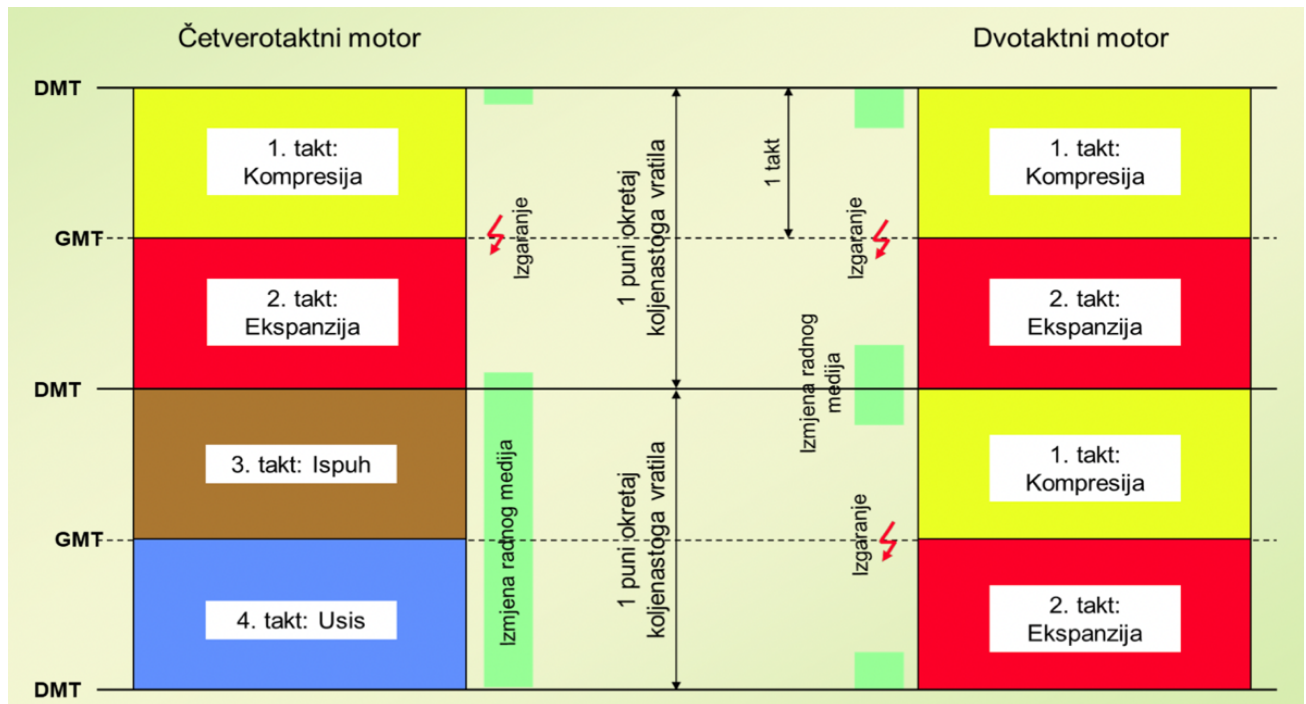 Četverotaktni motor
Dvotaktni motor
DMT
1. takt:
Kompresija
GMT
2. takt:
Ekspanzija
DMT
3. takt: Ispuh
GMT
4. takt: Usis
DMT
Izgaranje
Izmjena radnog medija
1 puni okretaj
koljenastoga vratila
1 puni okretaj
koljenastoga vratila
1 takt
Izgaranje
Izmjena radnog
medija
Izgaranje
1. takt:
Kompresija
2. takt:
Ekspanzija
1. takt:
Kompresija
2. takt:
Ekspanzija